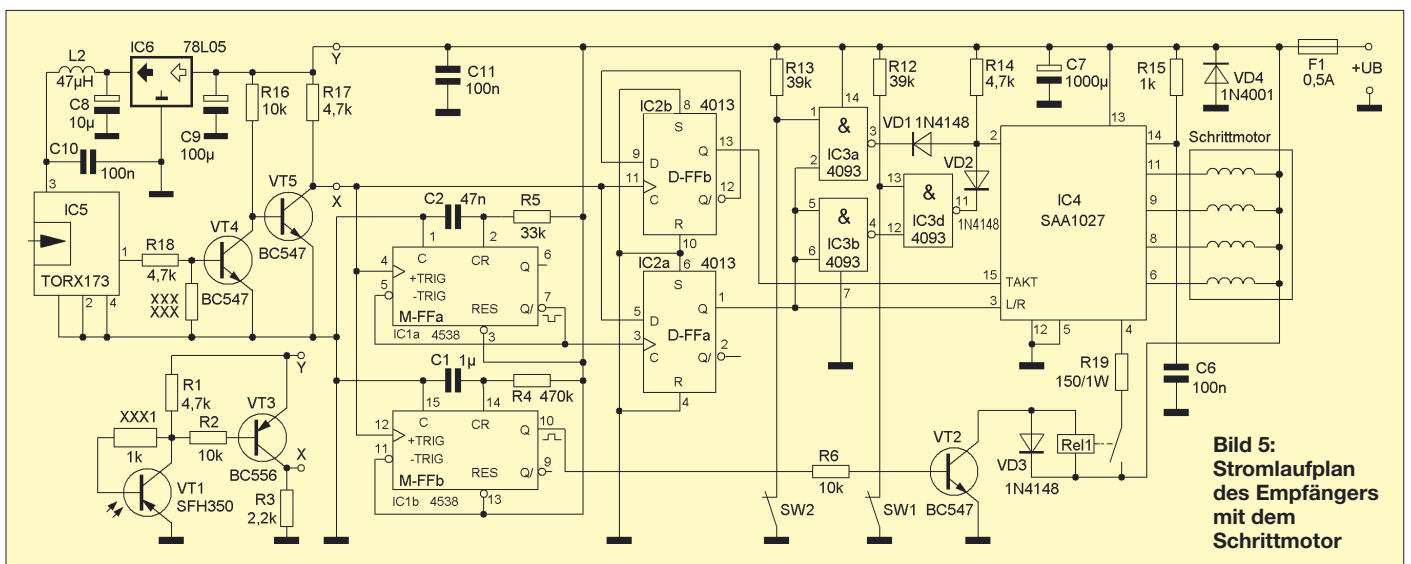 L2
47µH
IC6
78L05
C8
10µ
C10
100n
C9
100µ
R16
10k
R17
4,7k
Y
X
C11
100n
3
IC5
TORX173
1
2
4
R18
4,7k
XXX
XXX
VT4
BC547
VT5
BC547
C2
47n
R5
33k
1
2
C
CR
4
+TRIG
5
-TRIG
RES
Q
6
Q/
7
M-FFa
3
IC1a
4538
C1
1µ
R4
470k
15
14
C
CR
12
+TRIG
11
-TRIG
RES
Q
10
Q/
9
M-FFb
13
IC1b
4538
R1
4,7k
XXX1
1k
R2
10k
VT1
SFH350
VT3
BC556
R3
2,2k
Y
X
IC2b
4013
8
S
9
D
Q
13
D-FFb
11
C
Q/
12
R
10
IC2a
4013
6
S
5
D
Q
1
D-FFa
3
C
Q/
2
R
4
R13
39k
R12
39k
R14
4,7k
C7
1000µ
R15
1k
VD4
1N4001
F1
0,5A
+UB
14
1
&
3
2
IC3a
4093
VD1
1N4148
VD2
1N4148
13
&
11
12
IC3d
4093
5
&
4
6
IC3b
4093
7
2
13
14
11
9
8
6
IC4
SAA1027
15
TAKT
3
L/R
12
5
4
Schrittmotor
R19
150/1W
C6
100n
R6
10k
SW2
SW1
VT2
BC547
VD3
1N4148
Rel1
Bild 5:
Stromlaufplan
des Empfängers
mit dem
Schrittmotor